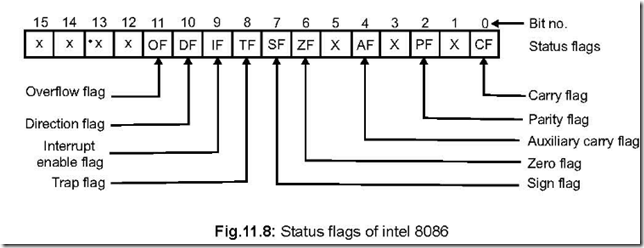 15 14 13 12 11 10 9 8 7 6 5 4 3 2 1 0 Bit no.
x x •x x OF DF IF TF SF ZF X AF X PF X CF Status flags
Overflow flag
Direction flag
Interrupt
enable flag
Trap flag
Carry flag
Parity flag
Auxiliary carry flag
Zero flag
Sign flag
Fig.11.8: Status flags of intel 8086